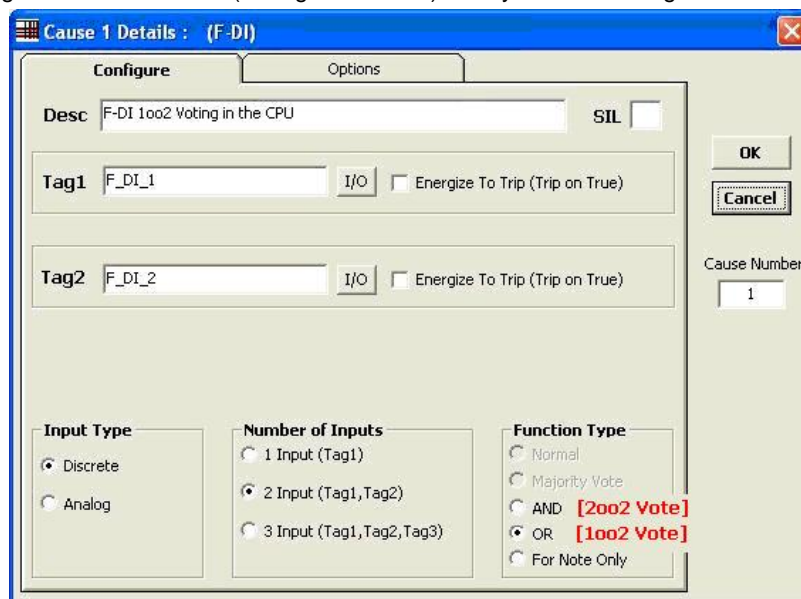 Cause 1 Details : (F-DI)
Configure Options
Desc F-DI 1oo2 Voting in the CPU SIL
OK
Tag1 F_DI_1 I/O Energize To Trip (Trip on True)
Cancel
Tag2 F_DI_2 I/O Energize To Trip (Trip on True)
Cause Number
1
Input Type
Discrete
Analog
Number of Inputs
1 Input (Tag1)
2 Input (Tag1,Tag2)
3 Input (Tag1,Tag2,Tag3)
Function Type
Normal
Majority Vote
AND [2oo2 Vote]
OR [1oo2 Vote]
For Note Only